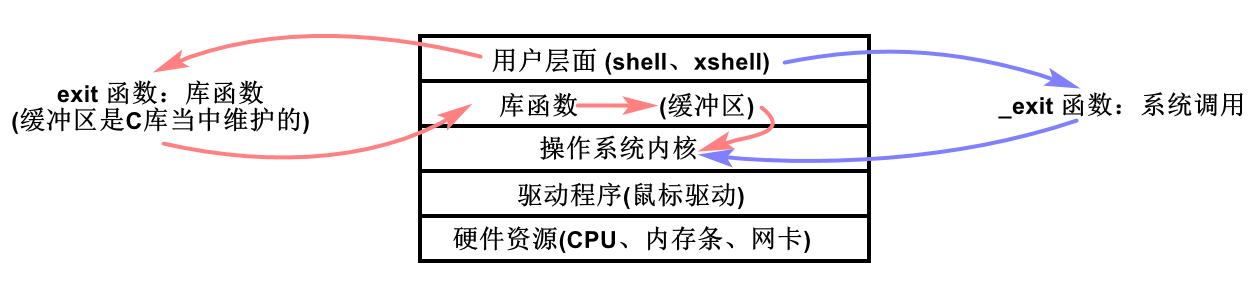 用户层面 (shell、xshell)
exit 函数：库函数
(缓冲区是C库当中维护的)
库函数 (缓冲区)
_exit 函数：系统调用
操作系统内核
驱动程序(鼠标驱动)
硬件资源(CPU、内存条、网卡)